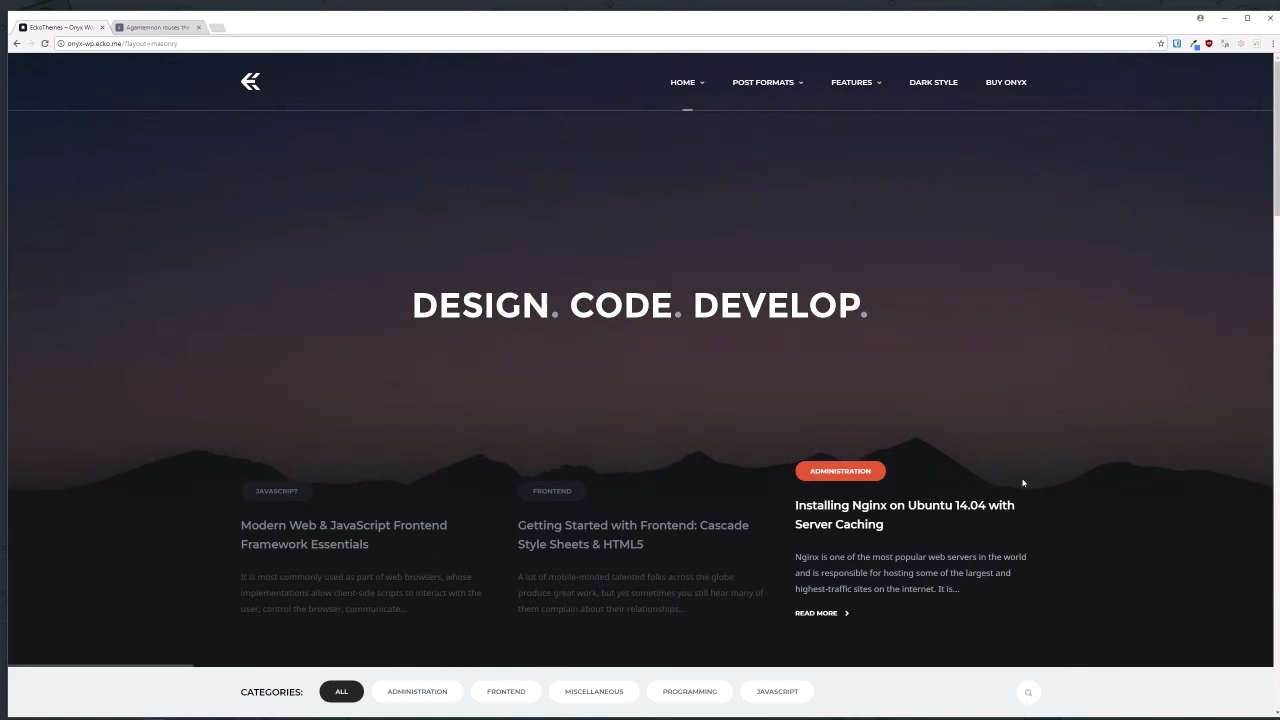 EckoThemes – Onyx Wo
Agamemnon rouses the
onyx-wp.ecko.me/?layout=masonry
HOME
POST FORMATS
FEATURES
DARK STYLE
BUY ONYX
DESIGN. CODE. DEVELOP.
JAVASCRIPT
Modern Web & JavaScript Frontend
Framework Essentials
It is most commonly used as part of web browsers, whose
implementations allow client-side scripts to interact with the
user, control the browser, communicate...
FRONTEND
Getting Started with Frontend: Cascade
Style Sheets & HTML5
A lot of mobile-minded talented folks across the globe
produce great work, but yet sometimes you still hear many of
them complain about their relationships...
ADMINISTRATION
Installing Nginx on Ubuntu 14.04 with
Server Caching
Nginx is one of the most popular web servers in the world
and is responsible for hosting some of the largest and
highest-traffic sites on the internet. It is...
READ MORE
CATEGORIES:
ALL
ADMINISTRATION
FRONTEND
MISCELLANEOUS
PROGRAMMING
JAVASCRIPT